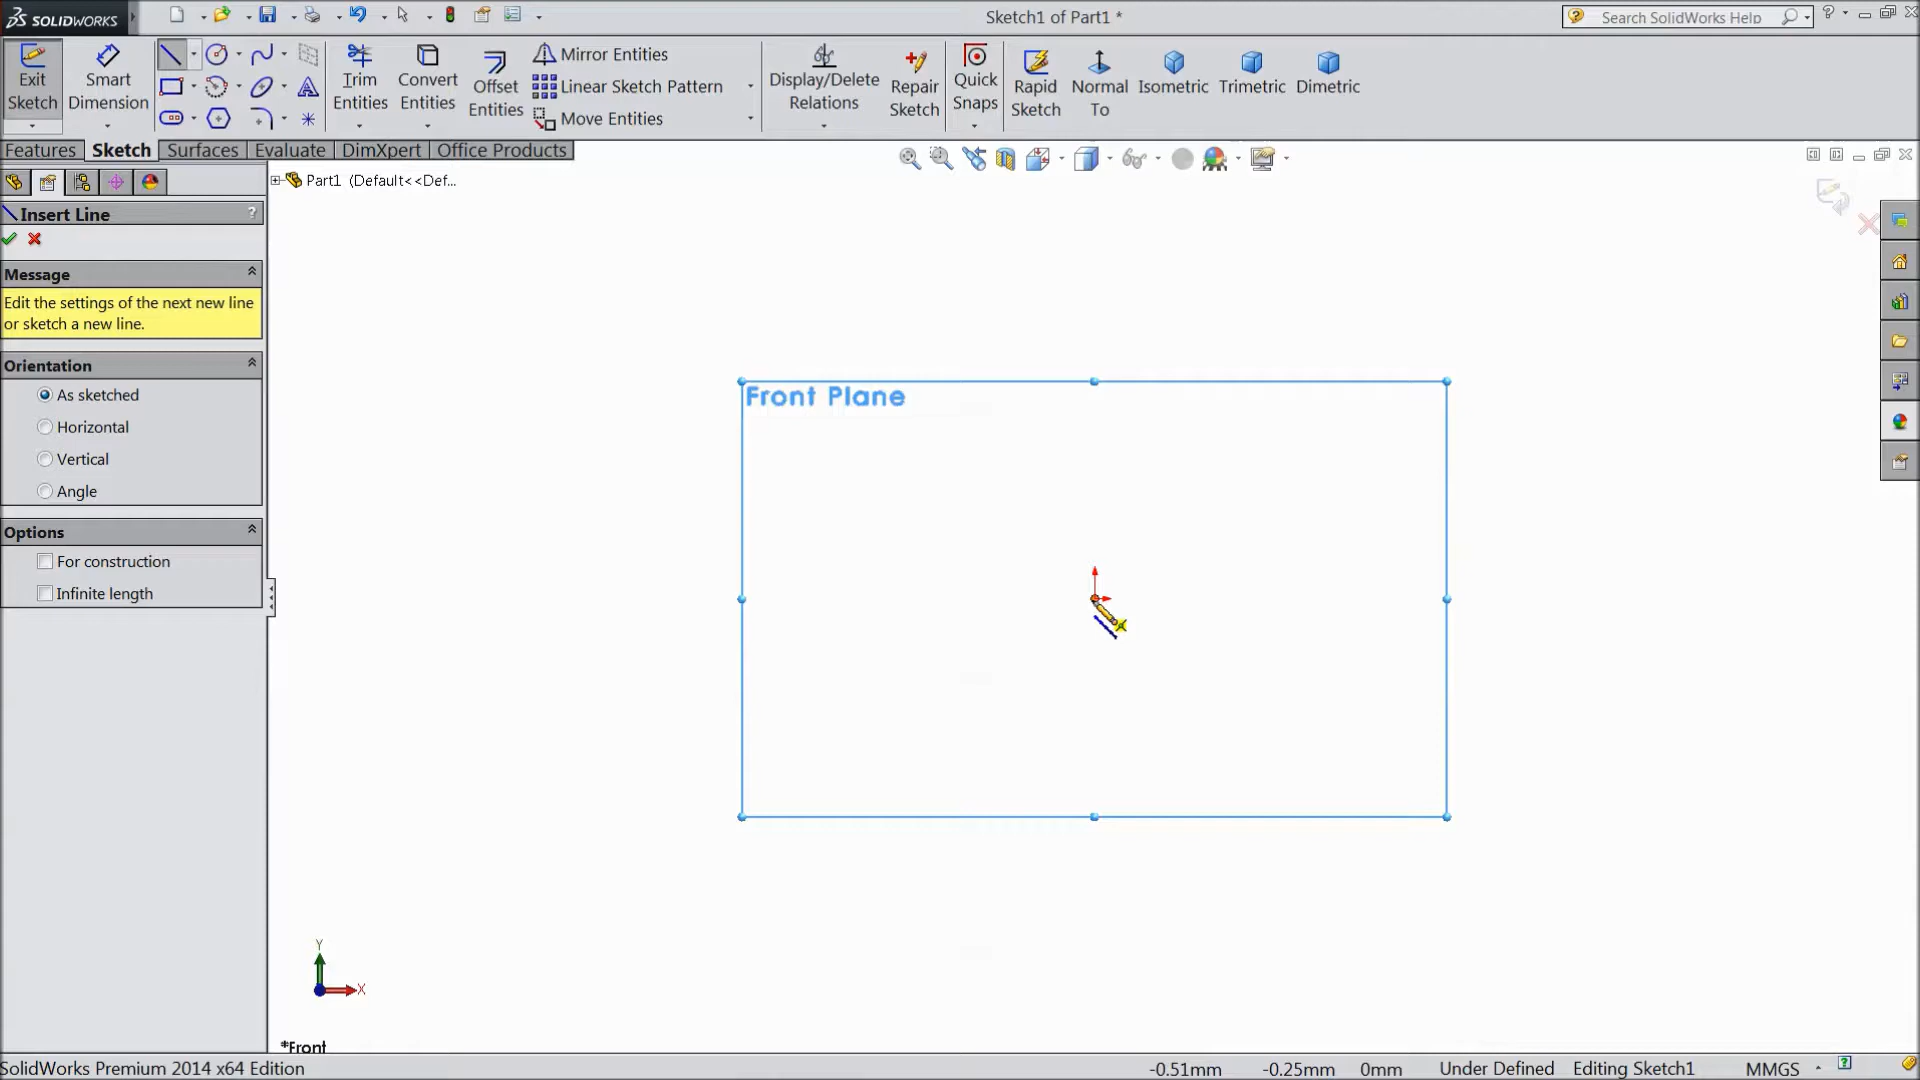 SOLIDWORKS
Sketch1 of Part1 *
Search SolidWorks Help
Exit Sketch
Smart Dimension
Trim Entities
Convert Entities
Offset Entities
Mirror Entities
Linear Sketch Pattern
Move Entities
Display/Delete Relations
Repair Sketch
Quick Snaps
Rapid Sketch
Normal To
Isometric
Trimetric
Dimetric
Features
Sketch
Surfaces
Evaluate
DimXpert
Office Products
Part1 (Default<<Def...
Insert Line
?
Message
Edit the settings of the next new line
or sketch a new line.
Orientation
As sketched
Horizontal
Vertical
Angle
Options
For construction
Infinite length
Front Plane
Y
X
*Front
SolidWorks Premium 2014 x64 Edition
-0.51mm
-0.25mm
0mm
Under Defined
Editing Sketch1
MMGS